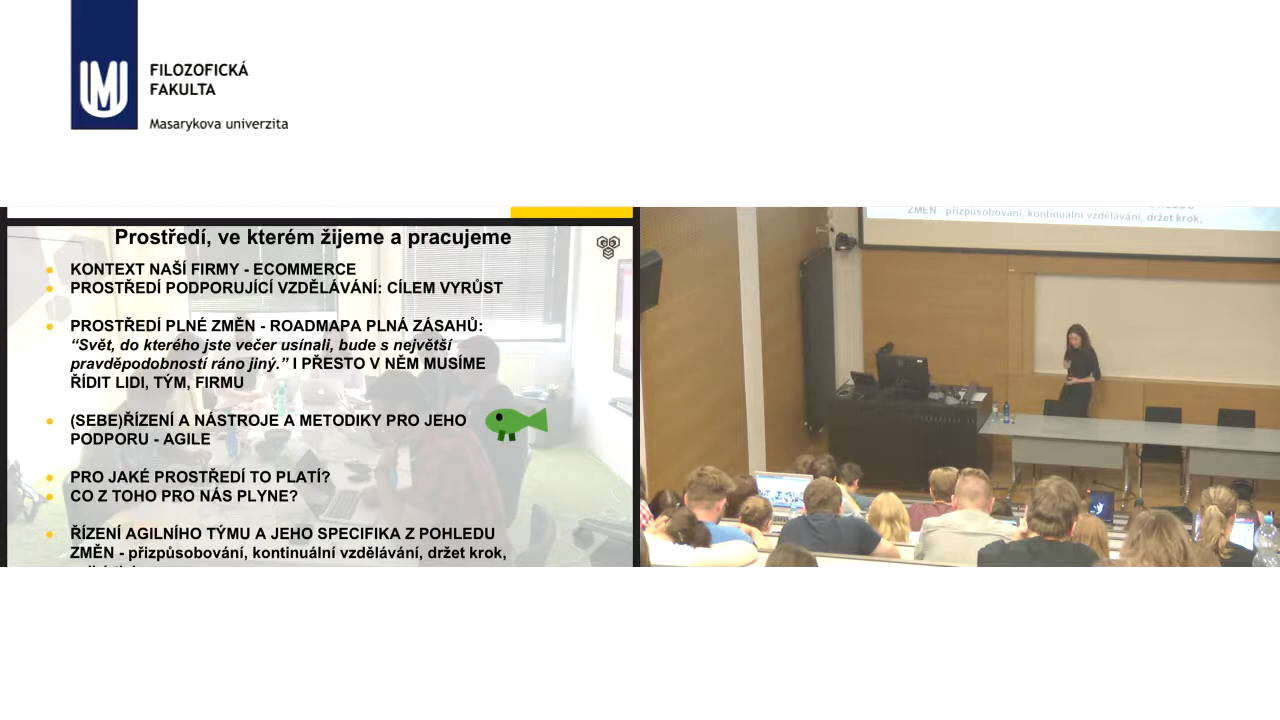 FILOZOFICKÁ
FAKULTA
Masarykova univerzita
Prostředí, ve kterém žijeme a pracujeme
KONTEXT NAŠÍ FIRMY - ECOMMERCE
PROSTŘEDÍ PODPORUJÍCÍ VZDĚLÁVÁNÍ: CÍLEM VYRŮST
PROSTŘEDÍ PLNÉ ZMĚN - ROADMAPA PLNÁ ZÁSAHŮ:
“Svět, do kterého jste večer usínali, bude s největší
pravděpodobností ráno jiný.” I PŘESTO V NĚM MUSÍME
ŘÍDIT LIDI, TÝM, FIRMU
(SEBE)ŘÍZENÍ A NÁSTROJE A METODIKY PRO JEHO
PODPORU - AGILE
PRO JAKÉ PROSTŘEDÍ TO PLATÍ?
CO Z TOHO PRO NÁS PLYNE?
ŘÍZENÍ AGILNÍHO TÝMU A JEHO SPECIFIKA Z POHLEDU
ZMĚN - přizpůsobování, kontinuální vzdělávání, držet krok,
ZMĚN - přizpůsobování, kontinuální vzdělávání, držet krok,